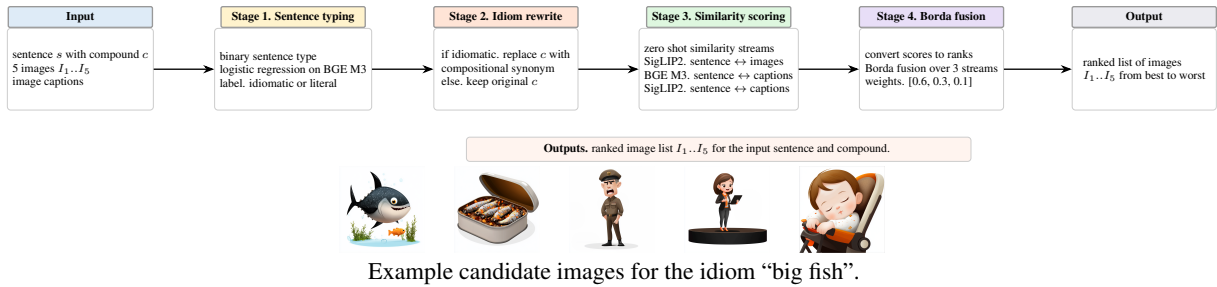 Input
sentence s with compound c
5 images I₁..I₅
image captions
Stage 1. Sentence typing
binary sentence type
logistic regression on BGE M3
label. idiomatic or literal
Stage 2. Idiom rewrite
if idiomatic. replace c with
compositional synonym
else. keep original c
Stage 3. Similarity scoring
zero shot similarity streams
SigLIP2. sentence ↔ images
BGE M3. sentence ↔ captions
SigLIP2. sentence ↔ captions
Stage 4. Borda fusion
convert scores to ranks
Borda fusion over 3 streams
weights. [0.6, 0.3, 0.1]
Output
ranked list of images
I₁..I₅ from best to worst
Outputs. ranked image list I₁..I₅ for the input sentence and compound.
Example candidate images for the idiom “big fish”.